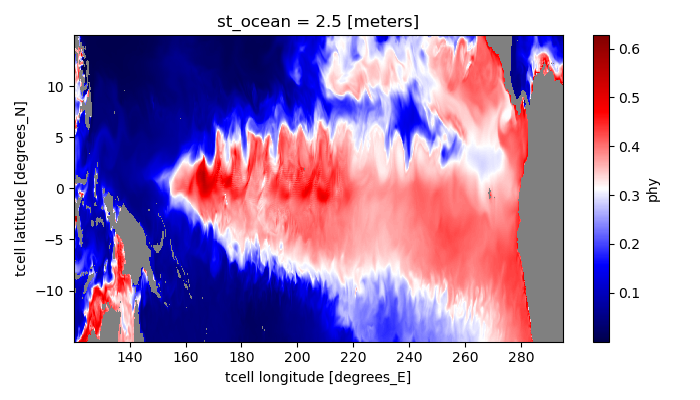 st_ocean = 2.5 [meters]
10
5
0
−5
−10
tcell latitude [degrees_N]
140 160 180 200 220 240 260 280
tcell longitude [degrees_E]
0.6
0.5
0.4
0.3
0.2
0.1
phy